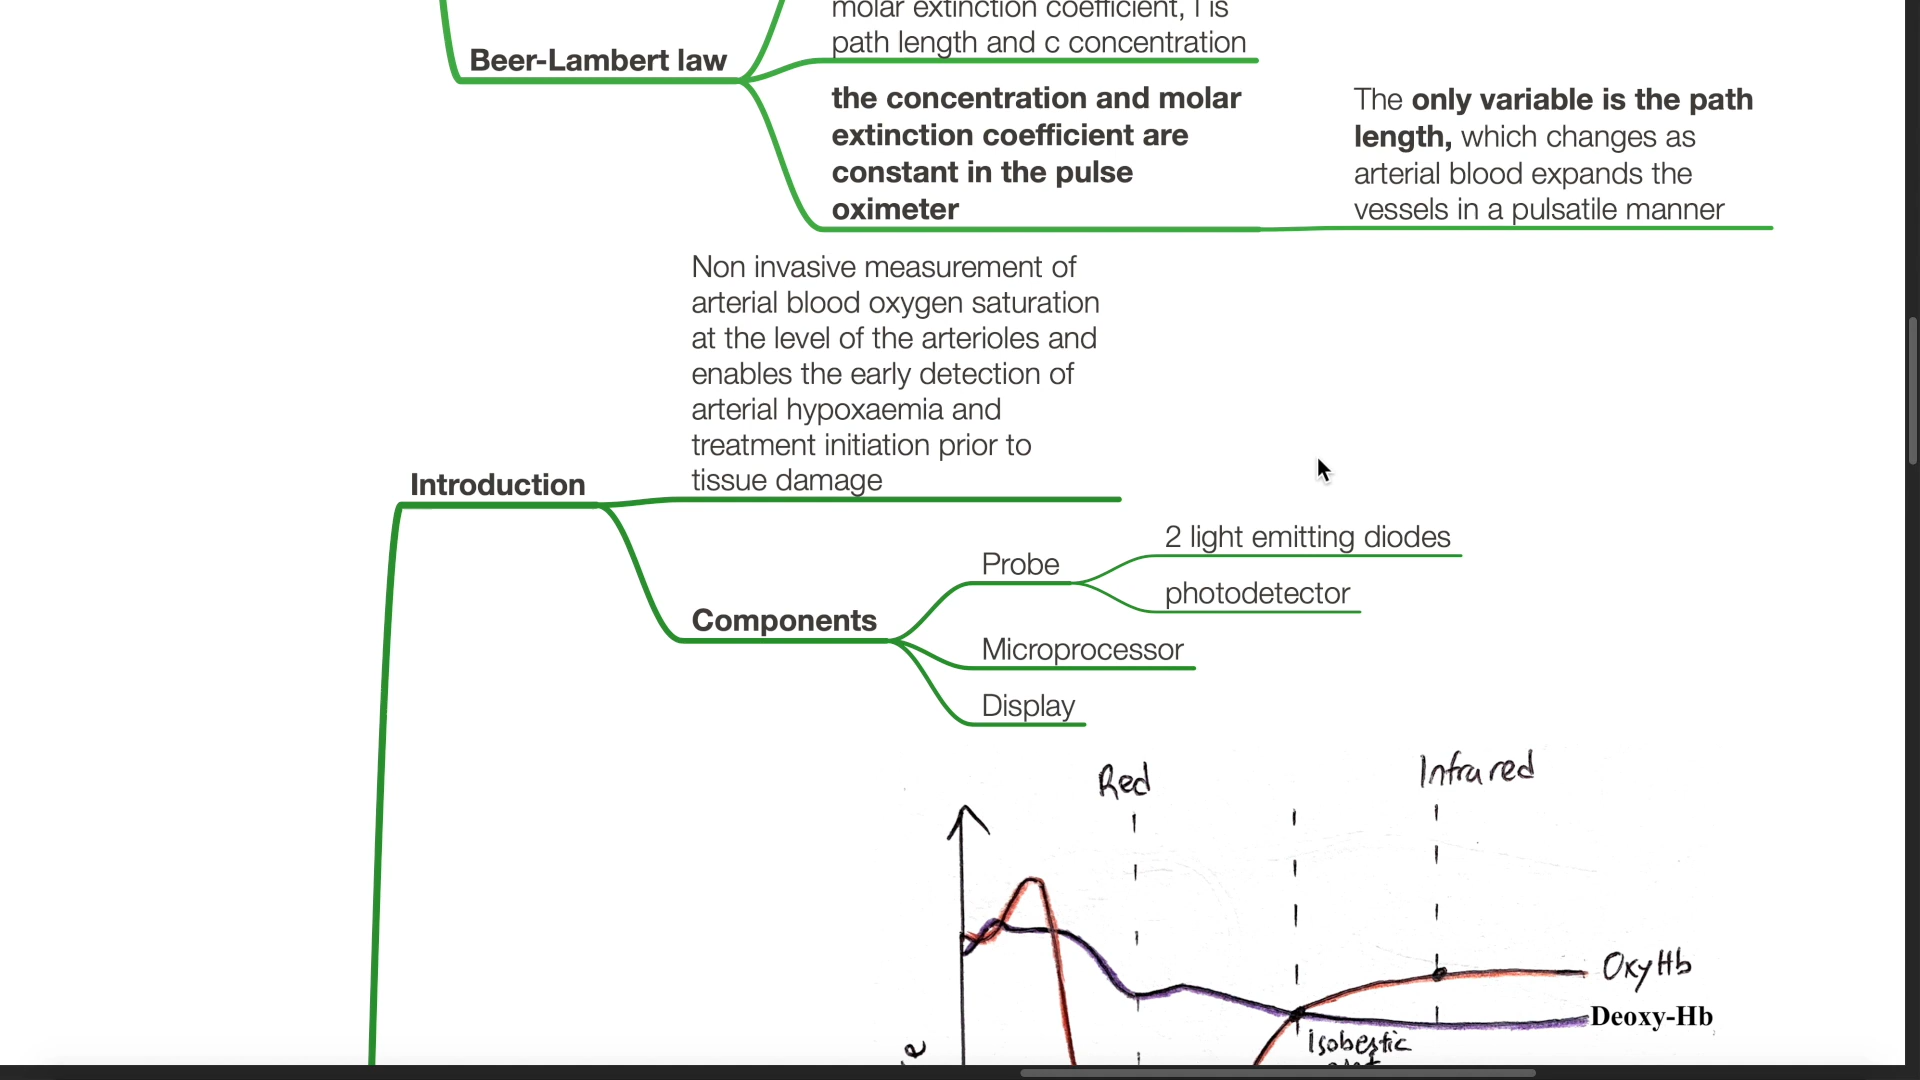 molar extinction coefficient, l is
path length and c concentration
Beer-Lambert law
the concentration and molar
extinction coefficient are
constant in the pulse
oximeter
The only variable is the path
length, which changes as
arterial blood expands the
vessels in a pulsatile manner
Non invasive measurement of
arterial blood oxygen saturation
at the level of the arterioles and
enables the early detection of
arterial hypoxaemia and
treatment initiation prior to
tissue damage
Introduction
Components
Probe
2 light emitting diodes
photodetector
Microprocessor
Display
Red
Infrared
OxyHb
Deoxy-Hb
Isobestic